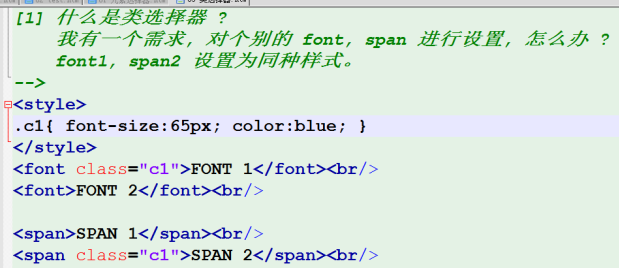 [1] 什么是类选择器 ?
我有一个需求，对个别的 font, span 进行设置，怎么办 ?
font1, span2 设置为同种样式。
-->
<style>
.c1{ font-size:65px; color:blue; }
</style>
<font class="c1">FONT 1</font><br/>
<font>FONT 2</font><br/>
<span>SPAN 1</span><br/>
<span class="c1">SPAN 2</span><br/>